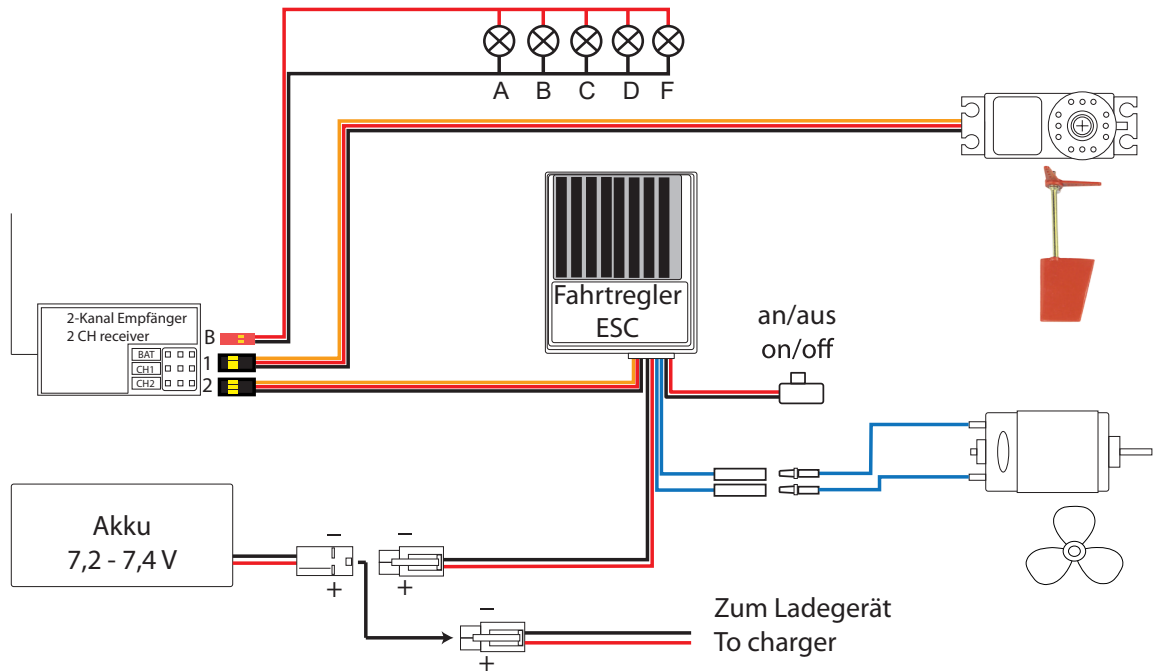 A B C D F
2-Kanal Empfänger
2 CH receiver
B
BAT
CH1
CH2
1
2
Fahrtregler
ESC
an/aus
on/off
Akku
7,2 - 7,4 V
–
+
–
+
–
+
Zum Ladegerät
To charger